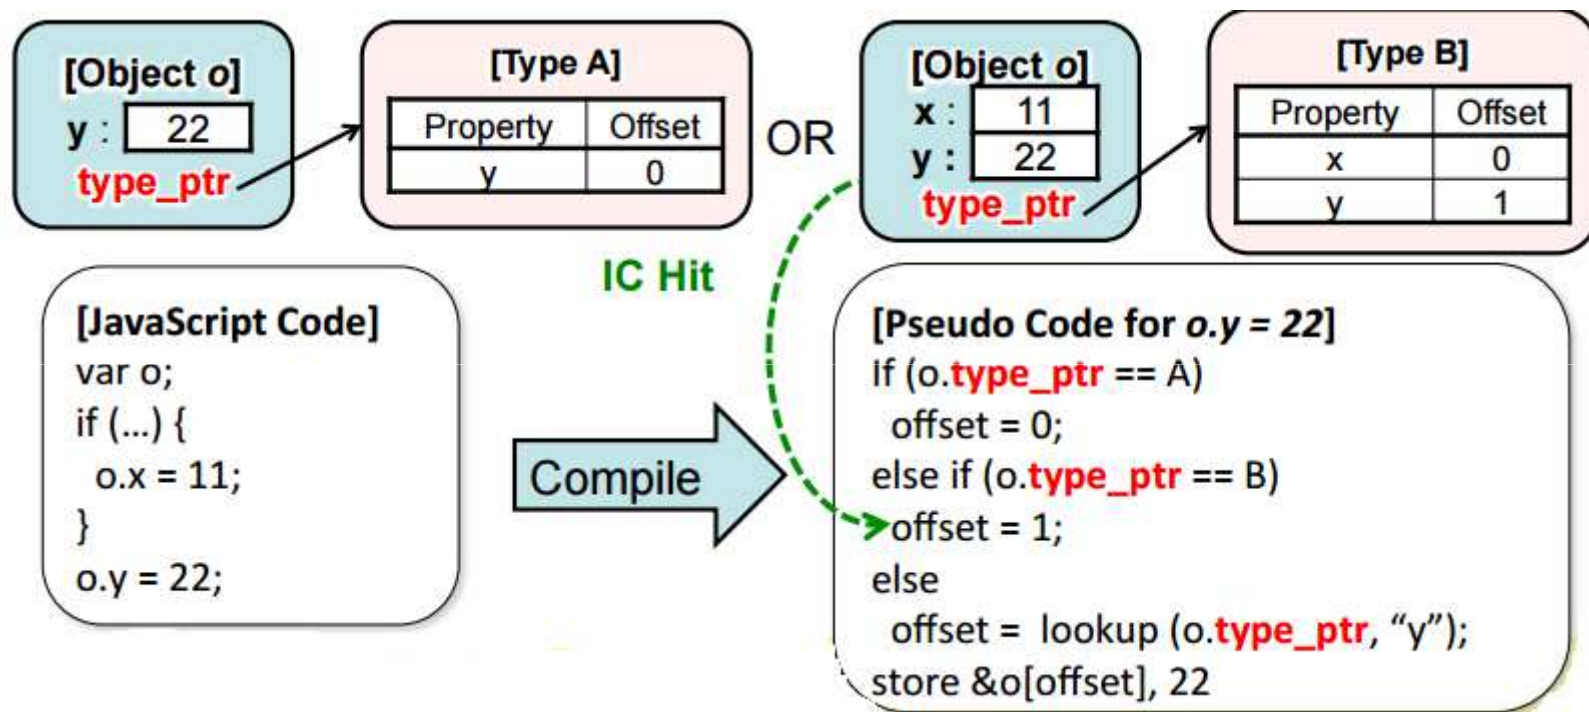 [Object o]
y : 22
type_ptr
[Type A]
Property Offset
y 0
OR
[Object o]
x : 11
y : 22
type_ptr
[Type B]
Property Offset
x 0
y 1
IC Hit
[JavaScript Code]
var o;
if (...) {
o.x = 11;
}
o.y = 22;
Compile
[Pseudo Code for o.y = 22]
if (o.type_ptr == A)
offset = 0;
else if (o.type_ptr == B)
offset = 1;
else
offset = lookup (o.type_ptr, “y”);
store &o[offset], 22